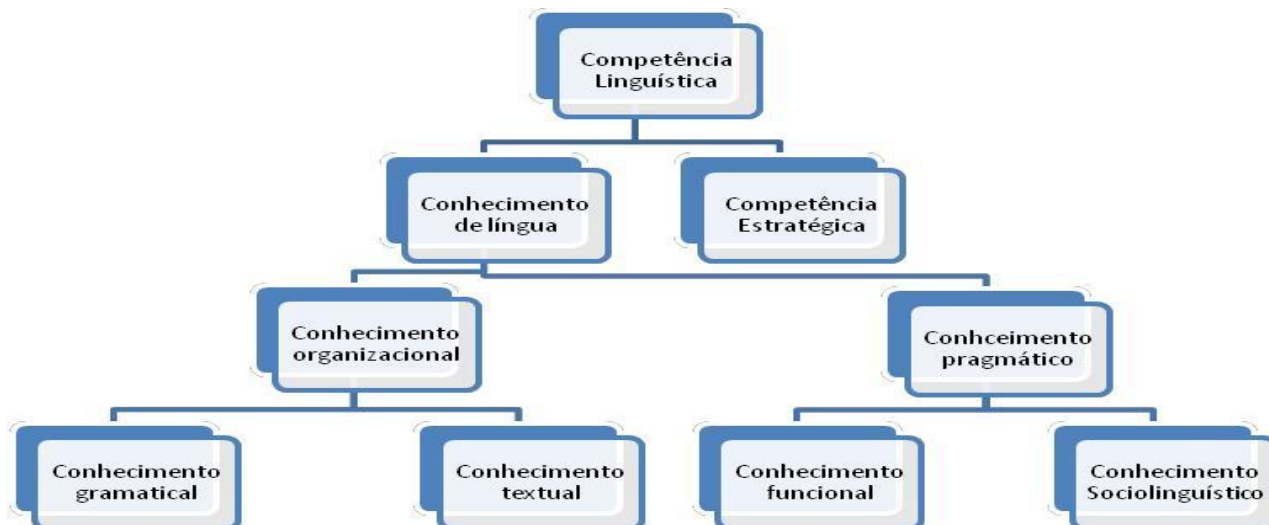 Competência
Linguística
Conhecimento
de língua
Competência
Estratégica
Conhecimento
organizacional
Conhceimento
pragmático
Conhecimento
gramatical
Conhecimento
textual
Conhecimento
funcional
Conhecimento
Sociolinguístico